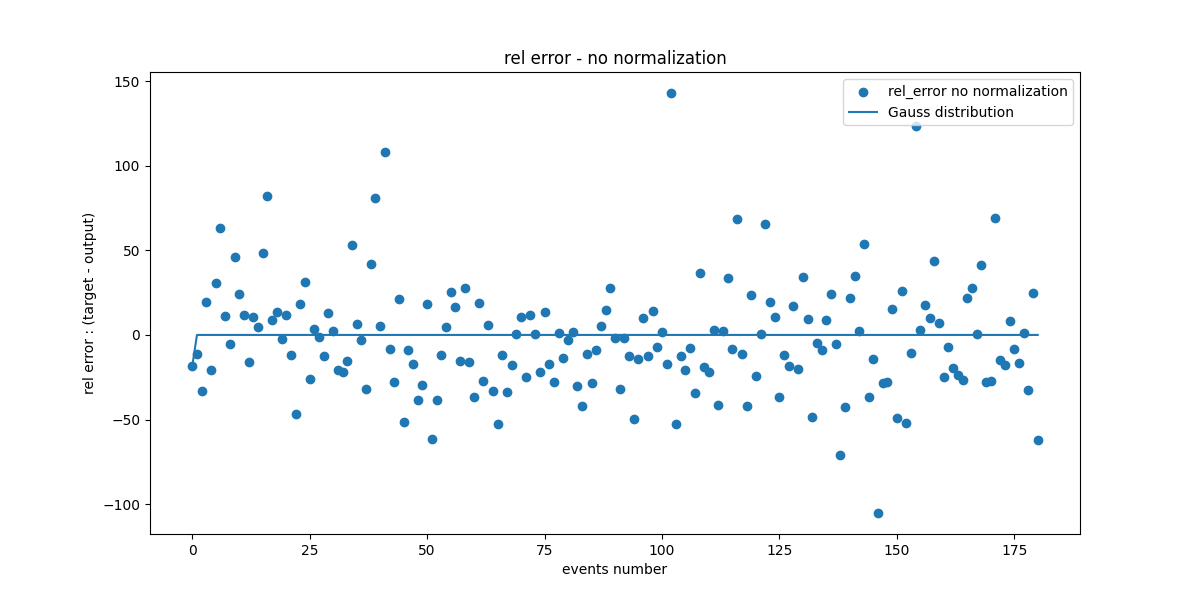 rel error - no normalization
rel_error no normalization
Gauss distribution
rel error : (target - output)
150
100
50
0
−50
−100
0
25
50
75
100
125
150
175
events number